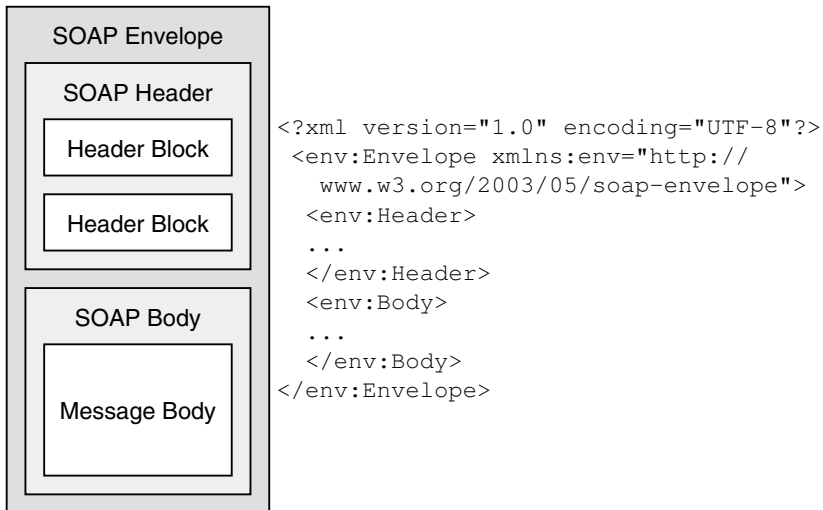 SOAP Envelope
SOAP Header
Header Block
Header Block
SOAP Body
Message Body
<?xml version="1.0" encoding="UTF-8"?>
<env:Envelope xmlns:env="http://
www.w3.org/2003/05/soap-envelope">
<env:Header>
...
</env:Header>
<env:Body>
...
</env:Body>
</env:Envelope>